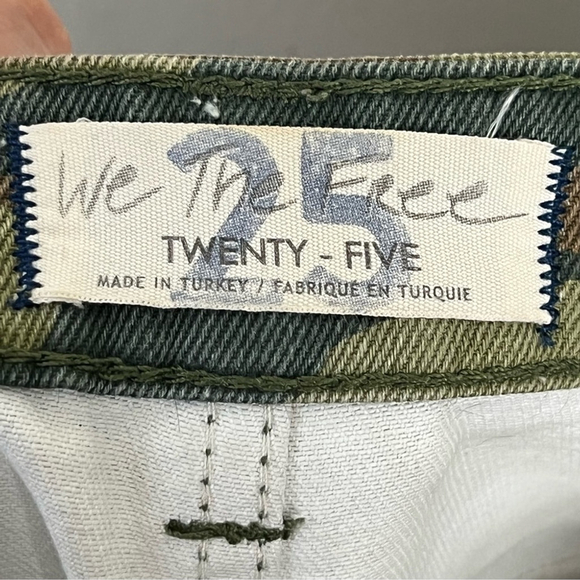 25
We The Free
TWENTY - FIVE
MADE IN TURKEY / FABRIQUE EN TURQUIE